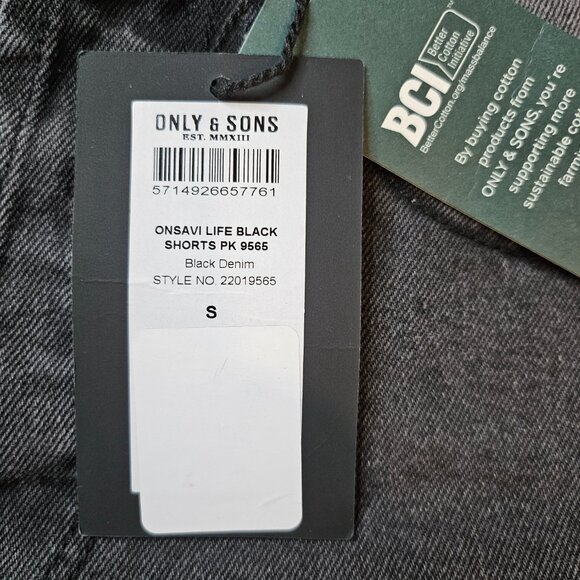 ONLY & SONS
EST. MMXIII
5714926657761
ONSAVI LIFE BLACK
SHORTS PK 9565
Black Denim
STYLE NO. 22019565
S
BCI
Better
Cotton
Initiative
BetterCotton.org/massbalance
By buying cotton
products from
ONLY & SONS, you're
supporting more
sustainable
farm